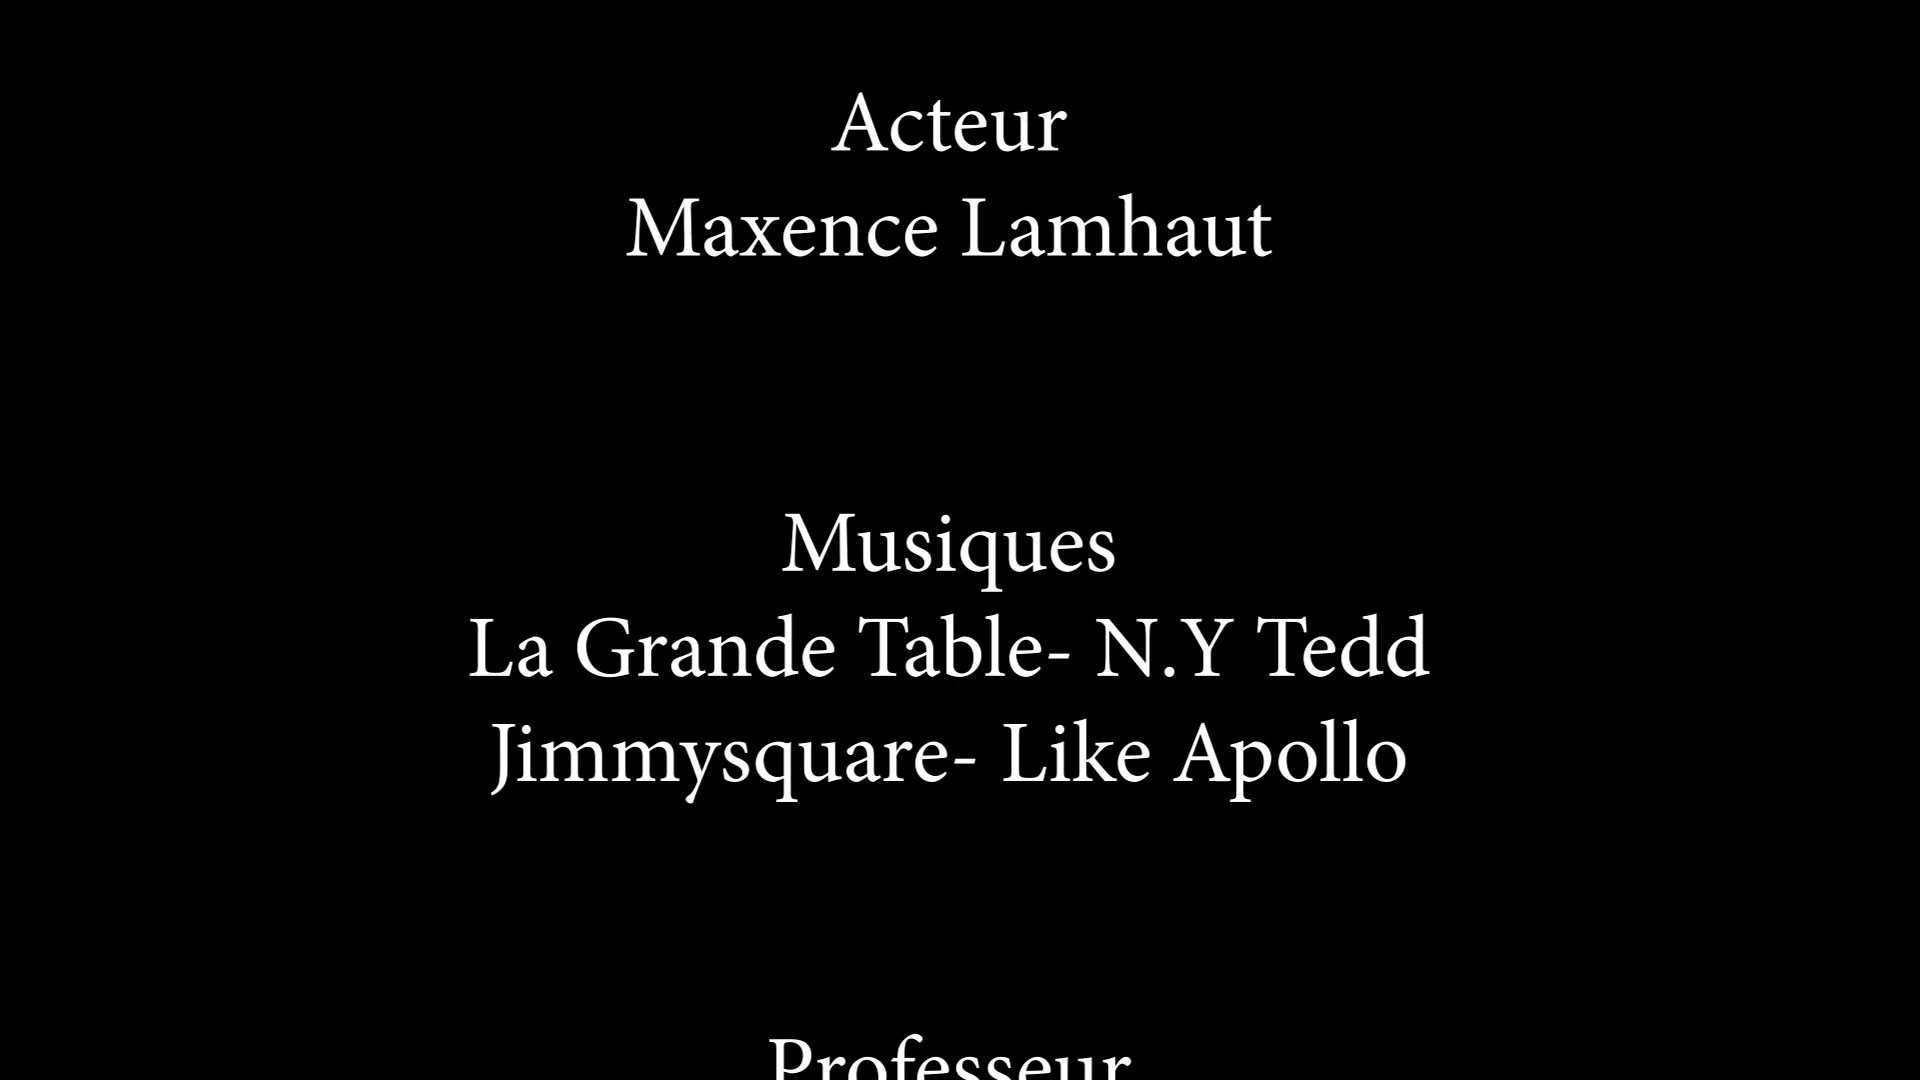 Acteur
Maxence Lamhaut
Musiques
La Grande Table- N.Y Tedd
Jimmysquare- Like Apollo
Professeur